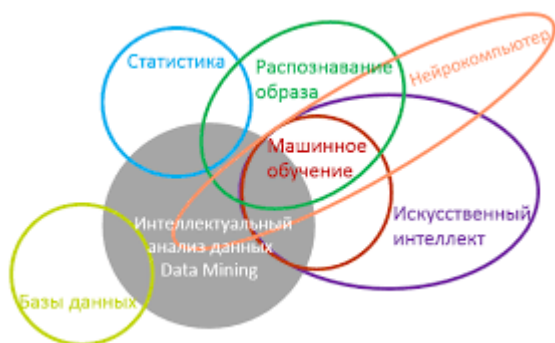 Статистика
Распознавание
образа
Нейрокомпьютер
Машинное
обучение
Искусственный
интеллект
Интеллектуальный
анализ данных
Data Mining
Базы данных